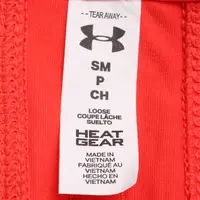 -- TEAR AWAY --
SM
P
CH
LOOSE
COUPE LÂCHE
SUELTO
HEAT
GEAR
MADE IN
VIETNAM
FABRIQUÉ AU
VIETNAM
HECHO EN
VIETNAM